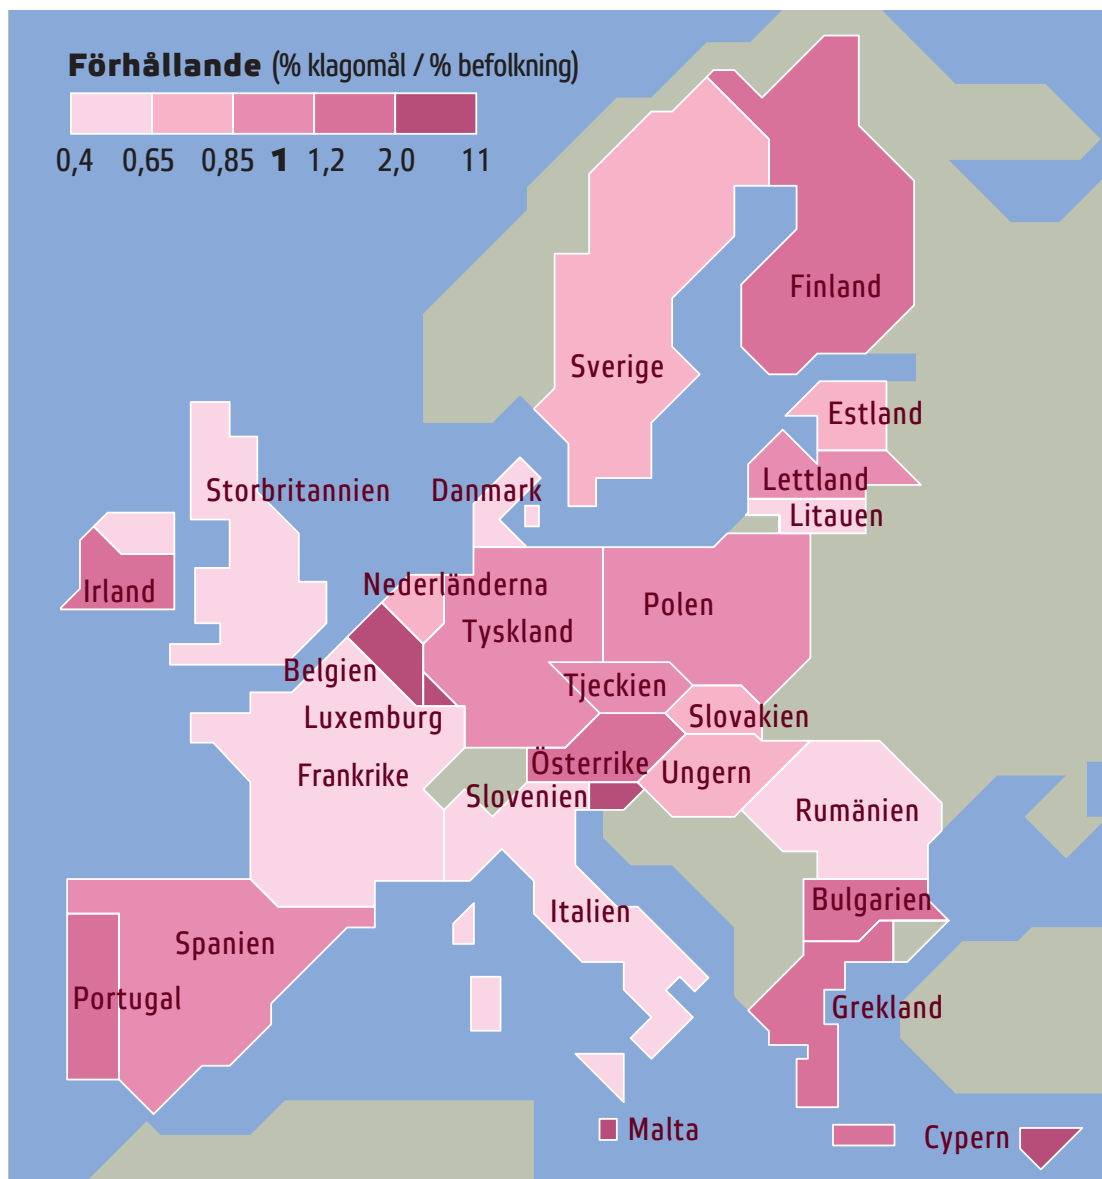 Förhållande (% klagomål / % befolkning)
0,4 0,65 0,85 1 1,2 2,0 11
Finland
Sverige
Estland
Lettland
Storbritannien
Danmark
Litauen
Irland
Nederländerna
Polen
Tyskland
Belgien
Tjeckien
Luxemburg
Slovakien
Österrike
Frankrike
Ungern
Slovenien
Rumänien
Bulgarien
Italien
Spanien
Portugal
Grekland
Malta
Cypern